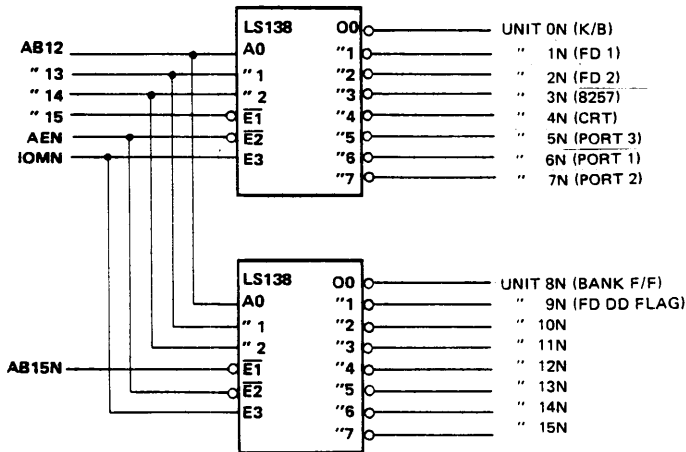 LS138 O0 UNIT 0N (K/B)
AB12 A0 "1 " 1N (FD 1)
" 13 " 1 "2 " 2N (FD 2)
" 14 " 2 "3 " 3N (8257)
" 15 E1 "4 " 4N (CRT)
AEN E2 "5 " 5N (PORT 3)
IOMN E3 "6 " 6N (PORT 1)
"7 " 7N (PORT 2)
LS138 O0 UNIT 8N (BANK F/F)
A0 "1 " 9N (FD DD FLAG)
" 1 "2 " 10N
" 2 "3 " 11N
AB15N E1 "4 " 12N
E2 "5 " 13N
E3 "6 " 14N
"7 " 15N